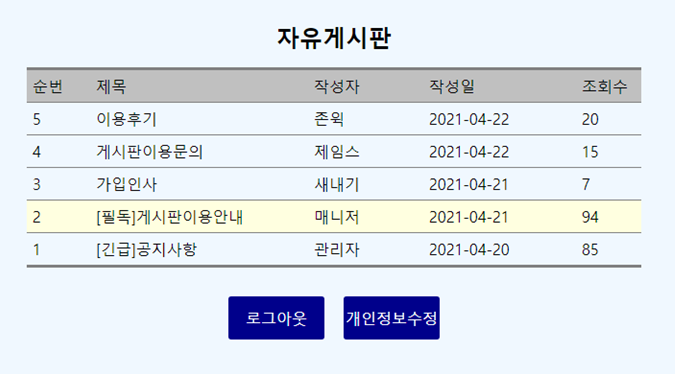 자유게시판
순번 제목 작성자 작성일 조회수
5 이용후기 존윅 2021-04-22 20
4 게시판이용문의 제임스 2021-04-22 15
3 가입인사 새내기 2021-04-21 7
2 [필독]게시판이용안내 매니저 2021-04-21 94
1 [긴급]공지사항 관리자 2021-04-20 85
로그아웃 개인정보수정